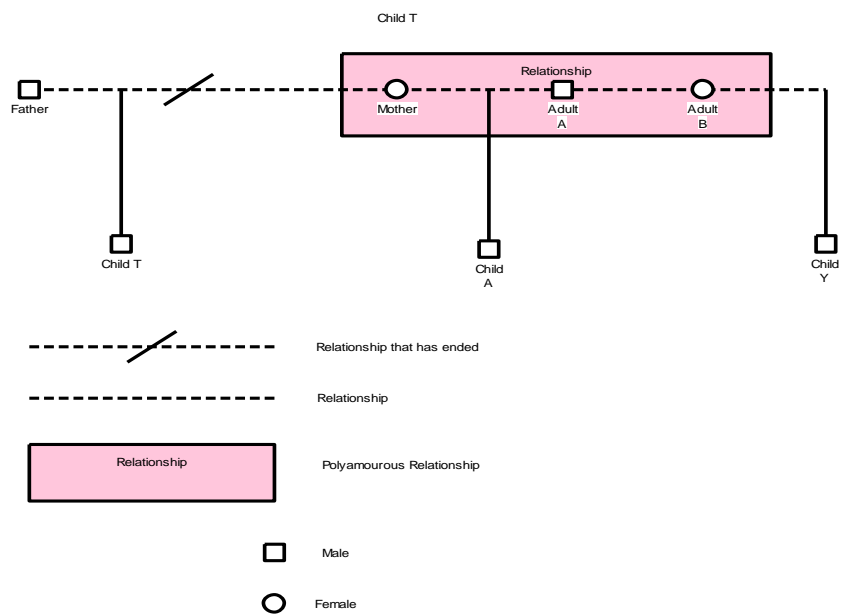 Child T
Relationship
Father
Mother
Adult
A
Adult
B
Child T
Child
A
Child
Y
Relationship that has ended
Relationship
Relationship
Polyamourous Relationship
Male
Female